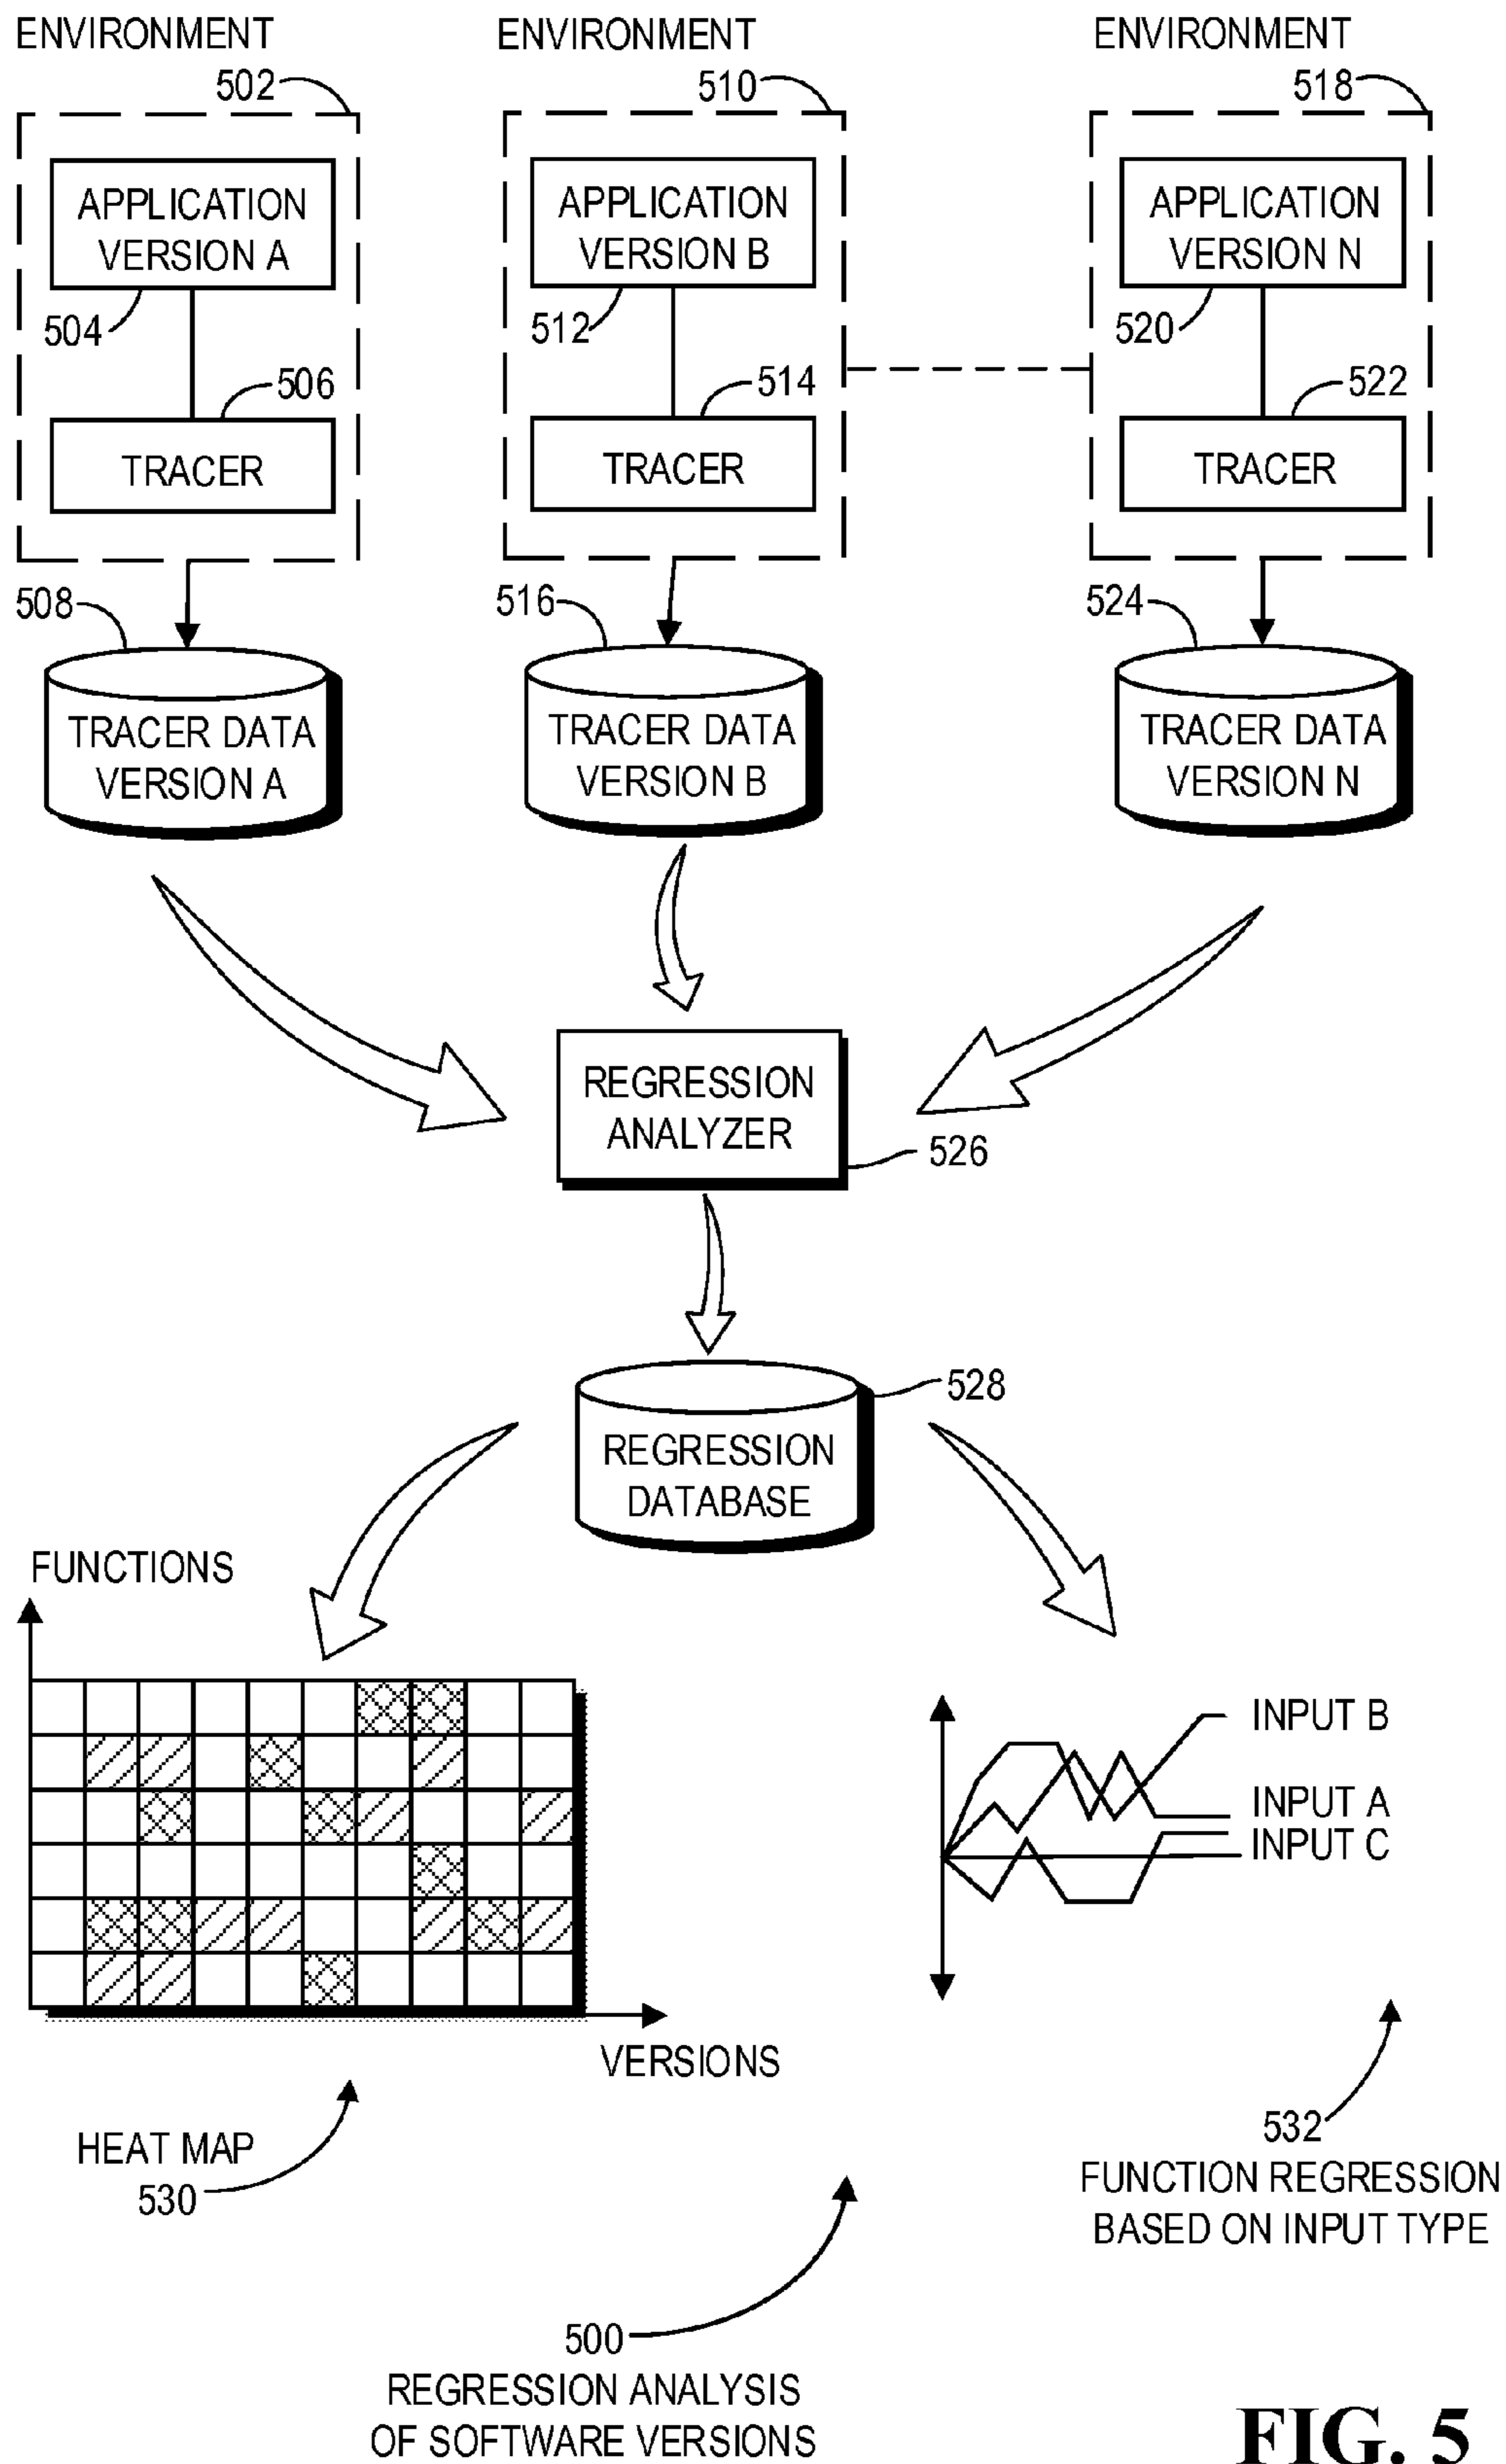 ENVIRONMENT
502
ENVIRONMENT
510
ENVIRONMENT
518
APPLICATION
VERSION A
504
506
TRACER
APPLICATION
VERSION B
512
514
TRACER
APPLICATION
VERSION N
520
522
TRACER
508
TRACER DATA
VERSION A
516
TRACER DATA
VERSION B
524
TRACER DATA
VERSION N
REGRESSION
ANALYZER
526
528
REGRESSION
DATABASE
FUNCTIONS
VERSIONS
HEAT MAP
530
INPUT B
INPUT A
INPUT C
532
FUNCTION REGRESSION
BASED ON INPUT TYPE
500
REGRESSION ANALYSIS
OF SOFTWARE VERSIONS
FIG. 5